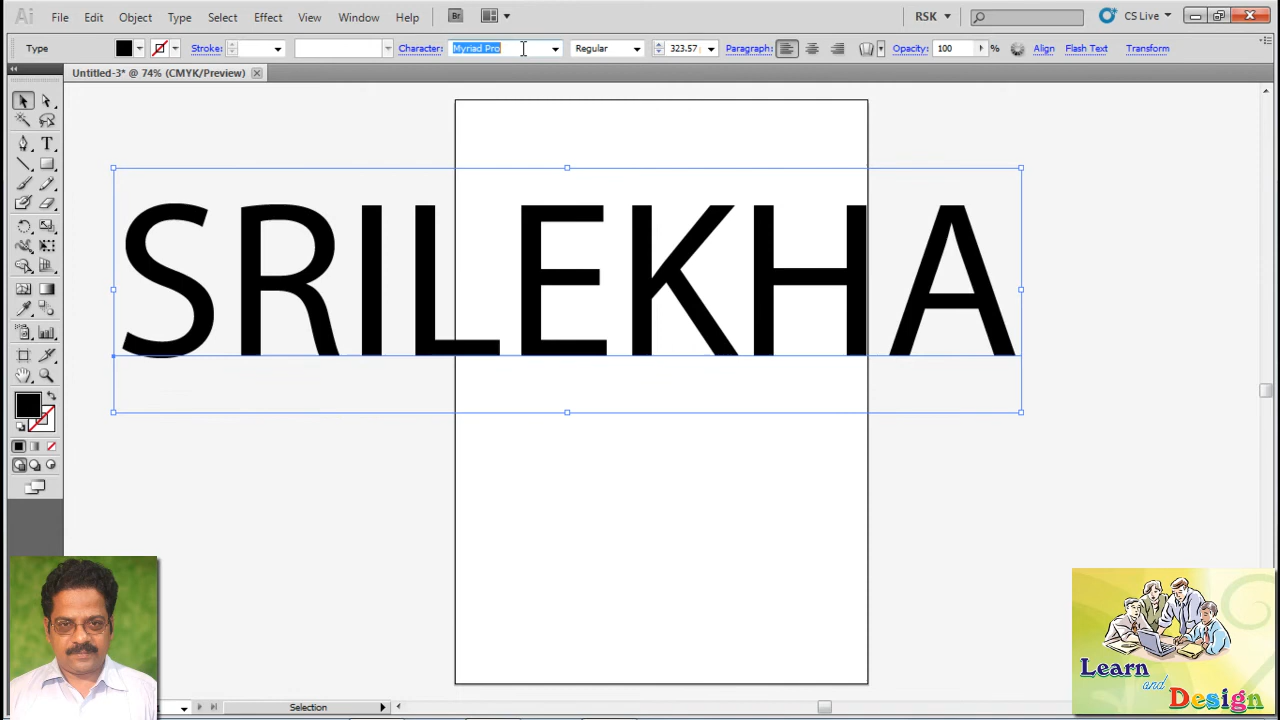 Ai File Edit Object Type Select Effect View Window Help Br RSK CS Live
Type Stroke: Character: Myriad Pro Regular 323.57 Paragraph: Opacity: 100 % Align Flash Text Transform
Untitled-3* @ 74% (CMYK/Preview)
SRILEKHA
T
Selection
Learn
and
Design